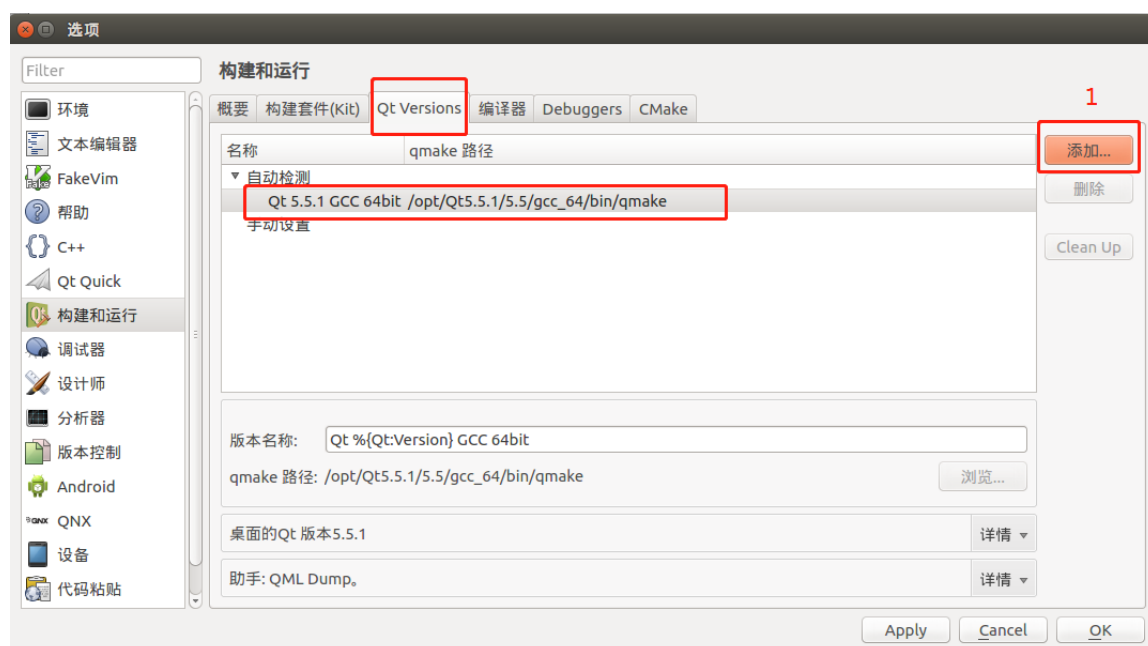 选项
Filter
构建和运行
环境
文本编辑器
FakeVim
帮助
C++
Qt Quick
构建和运行
调试器
设计师
分析器
版本控制
Android
QNX
设备
代码粘贴
概要 构建套件(Kit) Qt Versions 编译器 Debuggers CMake
1
名称 qmake 路径
自动检测
Qt 5.5.1 GCC 64bit /opt/Qt5.5.1/5.5/gcc_64/bin/qmake
手动设置
添加...
删除
Clean Up
版本名称: Qt %{Qt:Version} GCC 64bit
qmake 路径: /opt/Qt5.5.1/5.5/gcc_64/bin/qmake 浏览...
桌面的Qt 版本5.5.1 详情
助手: QML Dump。 详情
Apply Cancel OK